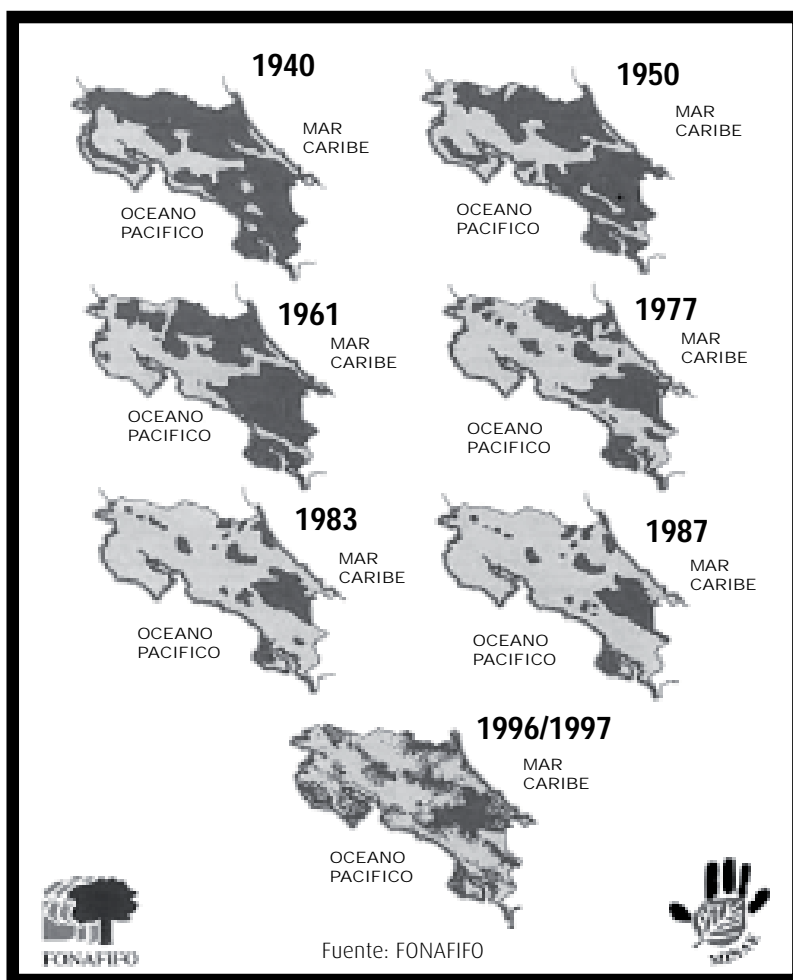 1940
MAR
CARIBE
OCEANO
PACIFICO
1950
MAR
CARIBE
OCEANO
PACIFICO
1961
MAR
CARIBE
OCEANO
PACIFICO
1977
MAR
CARIBE
OCEANO
PACIFICO
1983
MAR
CARIBE
OCEANO
PACIFICO
1987
MAR
CARIBE
OCEANO
PACIFICO
1996/1997
MAR
CARIBE
OCEANO
PACIFICO
FONAFIFO
Fuente: FONAFIFO
MINAE